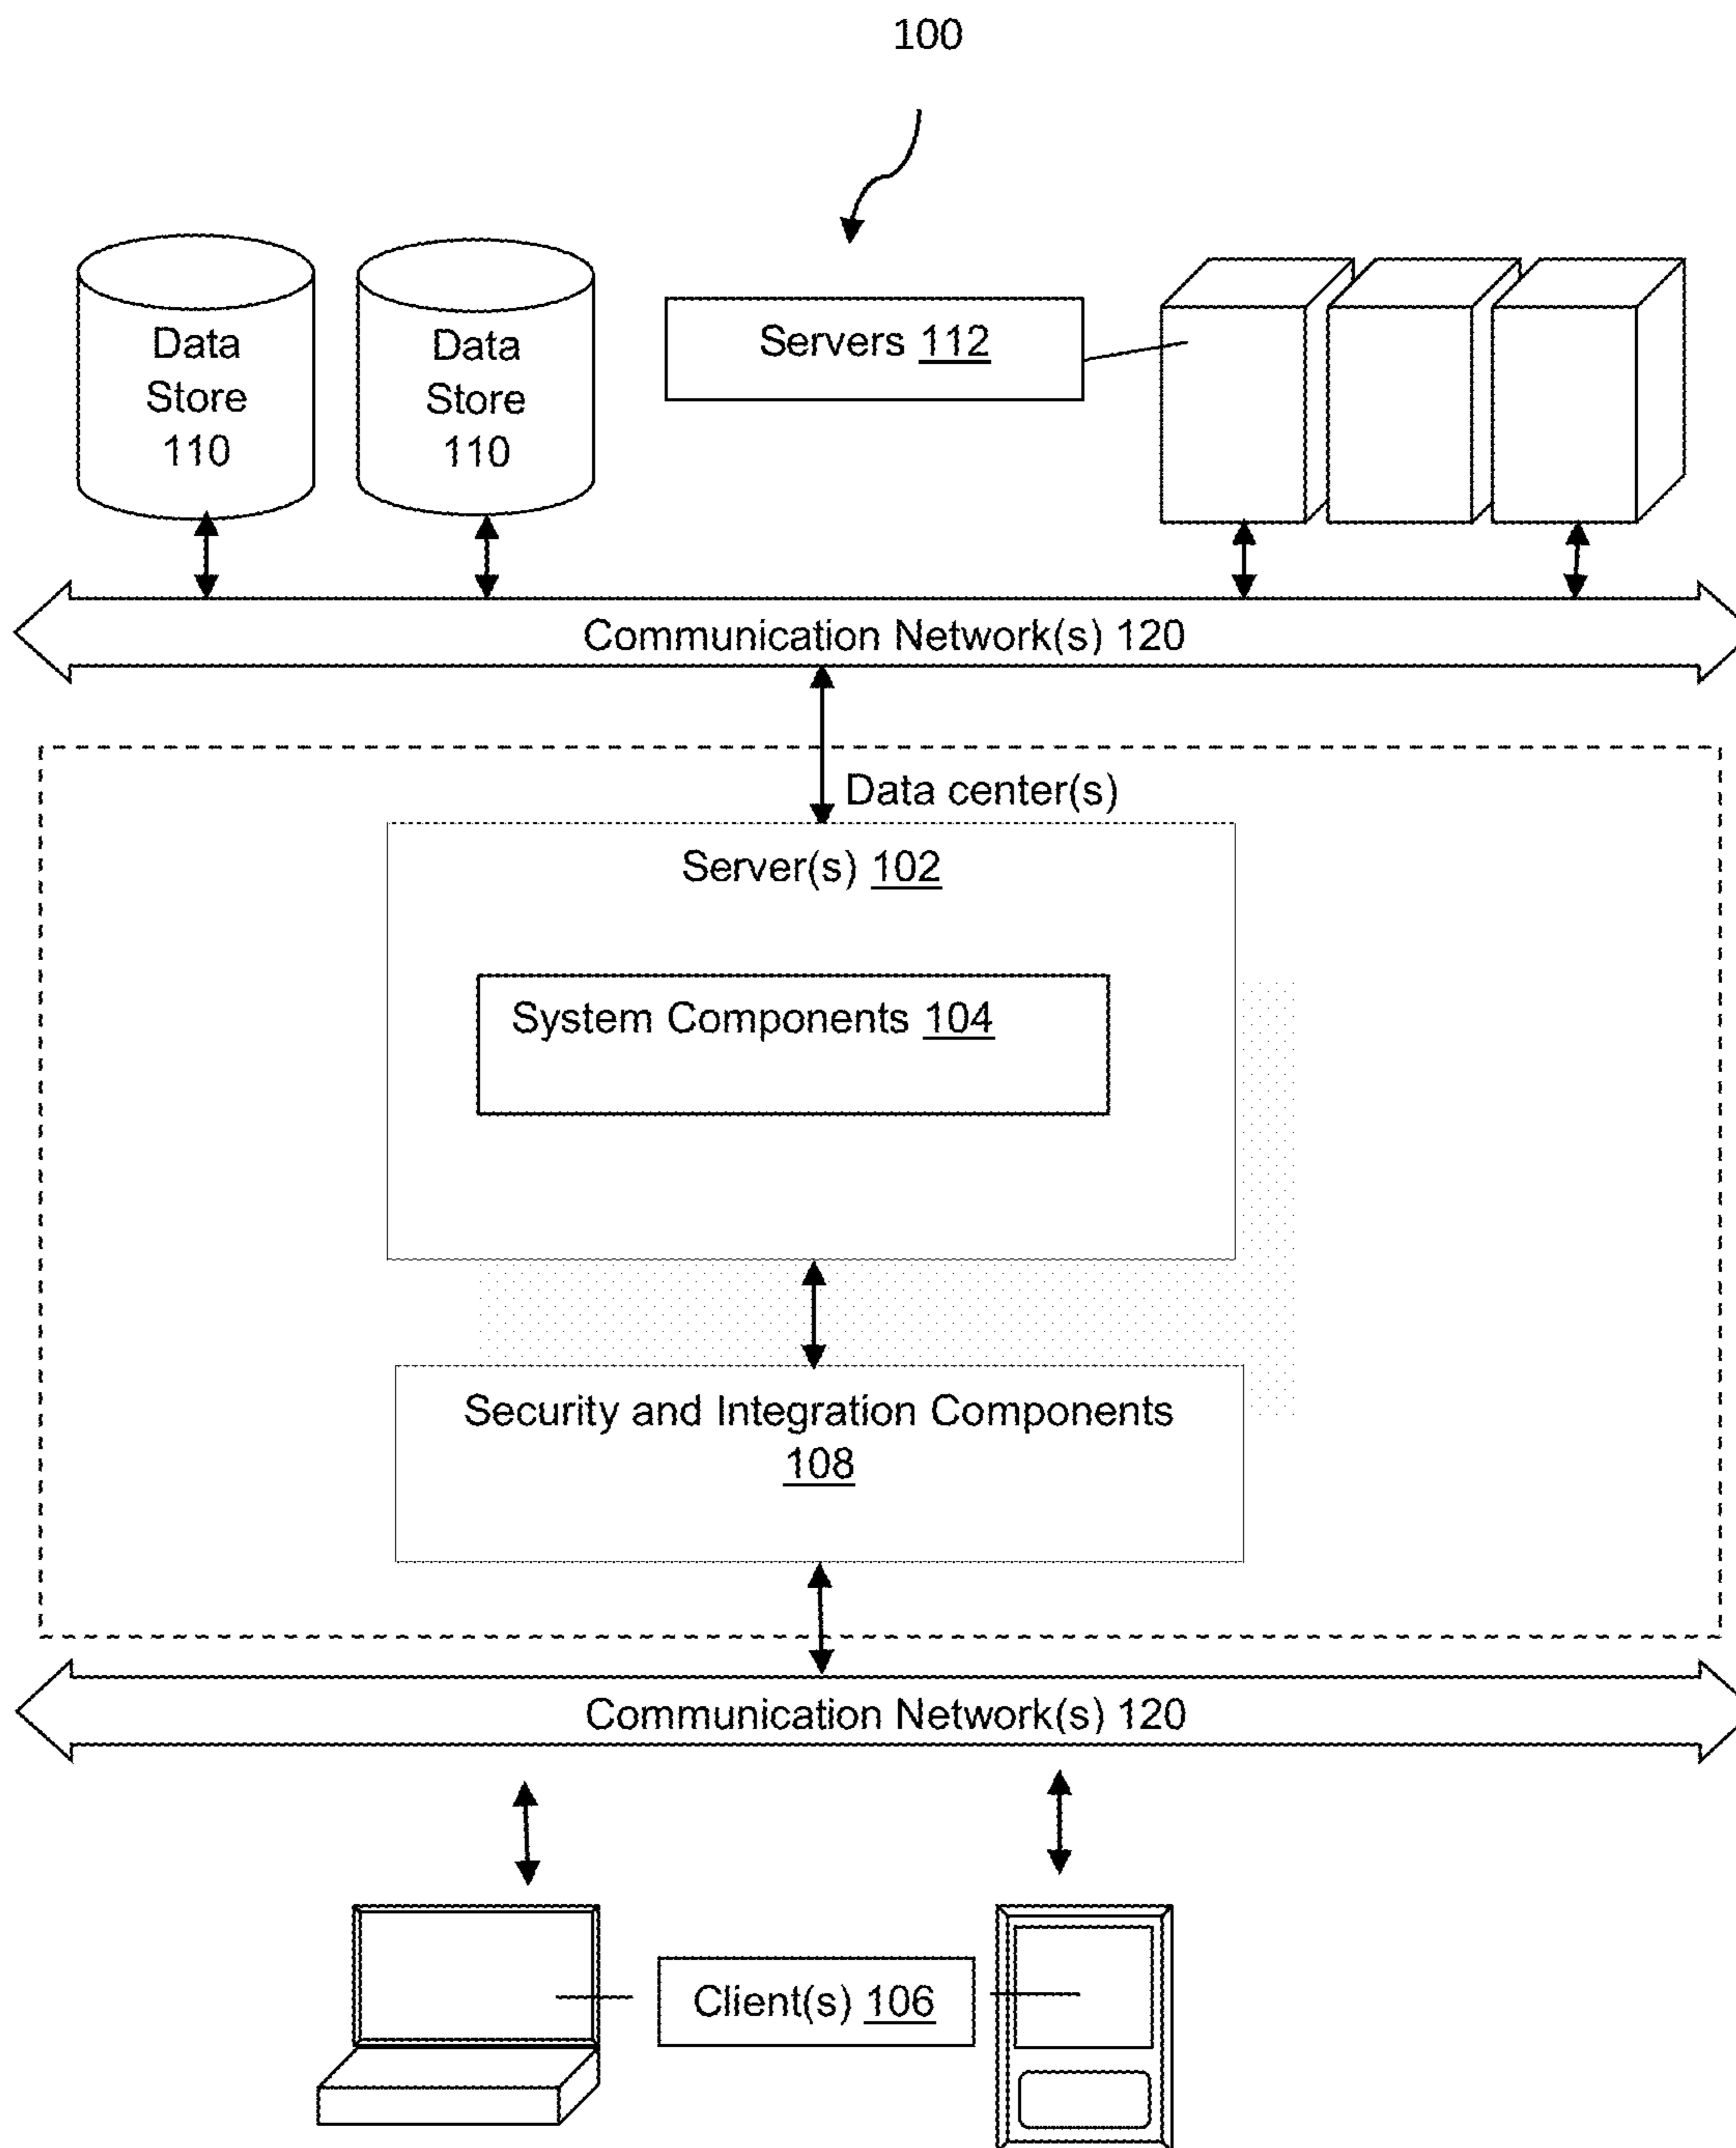 100
Data
Store
110
Data
Store
110
Servers 112
Communication Network(s) 120
Data center(s)
Server(s) 102
System Components 104
Security and Integration Components
108
Communication Network(s) 120
Client(s) 106